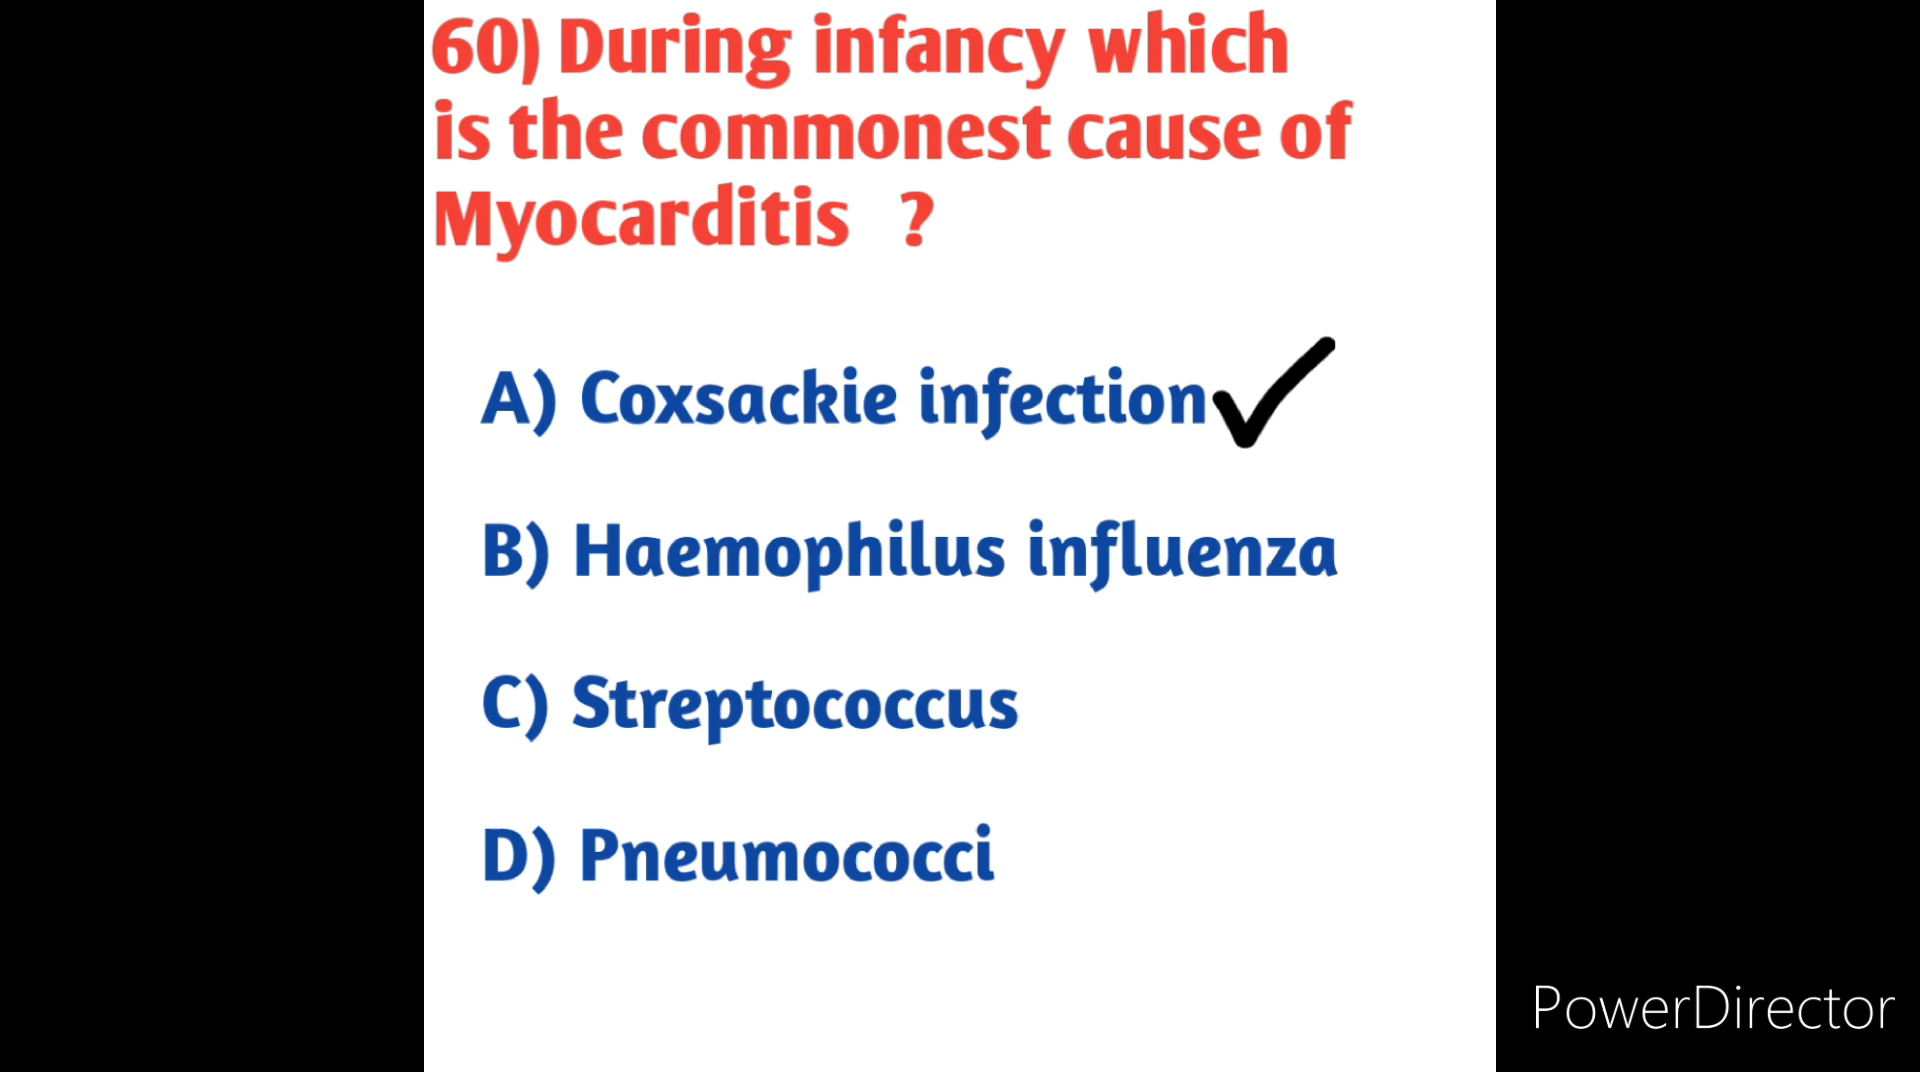 60) During infancy which
is the commonest cause of
Myocarditis ?
A) Coxsackie infection
B) Haemophilus influenza
C) Streptococcus
D) Pneumococci
PowerDirector